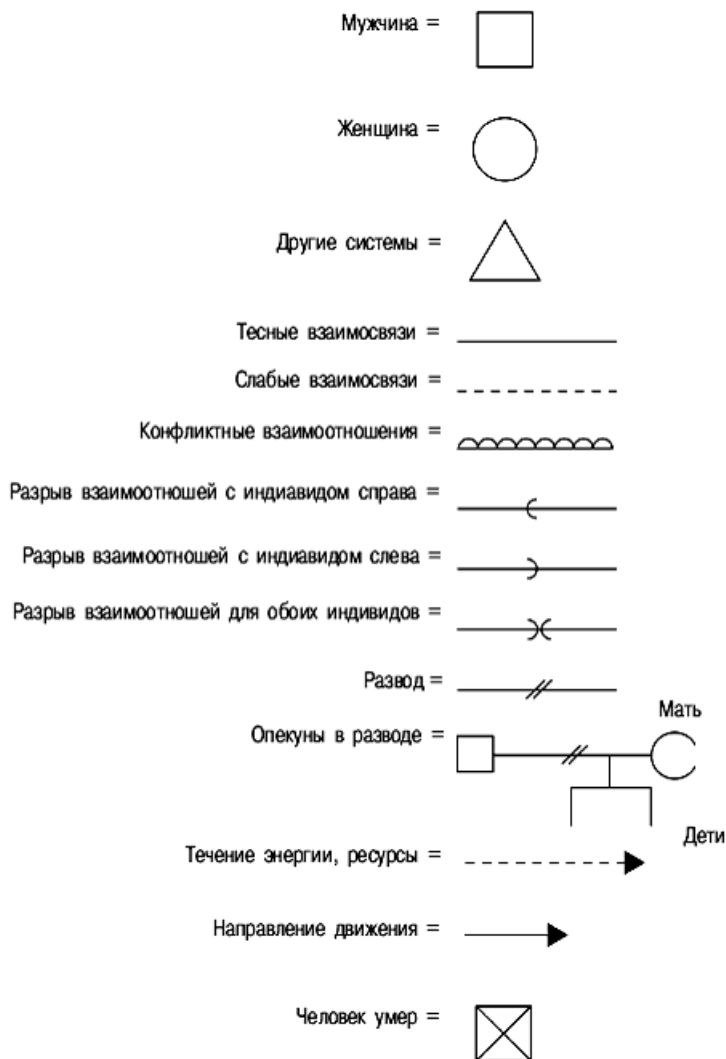 Мужчина =
Женщина =
Другие системы =
Тесные взаимосвязи =
Слабые взаимосвязи =
Конфликтные взаимоотношения =
Разрыв взаимоотношей с индиавидом справа =
Разрыв взаимоотношей с индиавидом слева =
Разрыв взаимоотношей для обоих индивидов =
Развод =
Мать
Опекуны в разводе =
Дети
Течение энергии, ресурсы =
Направление движения =
Человек умер =